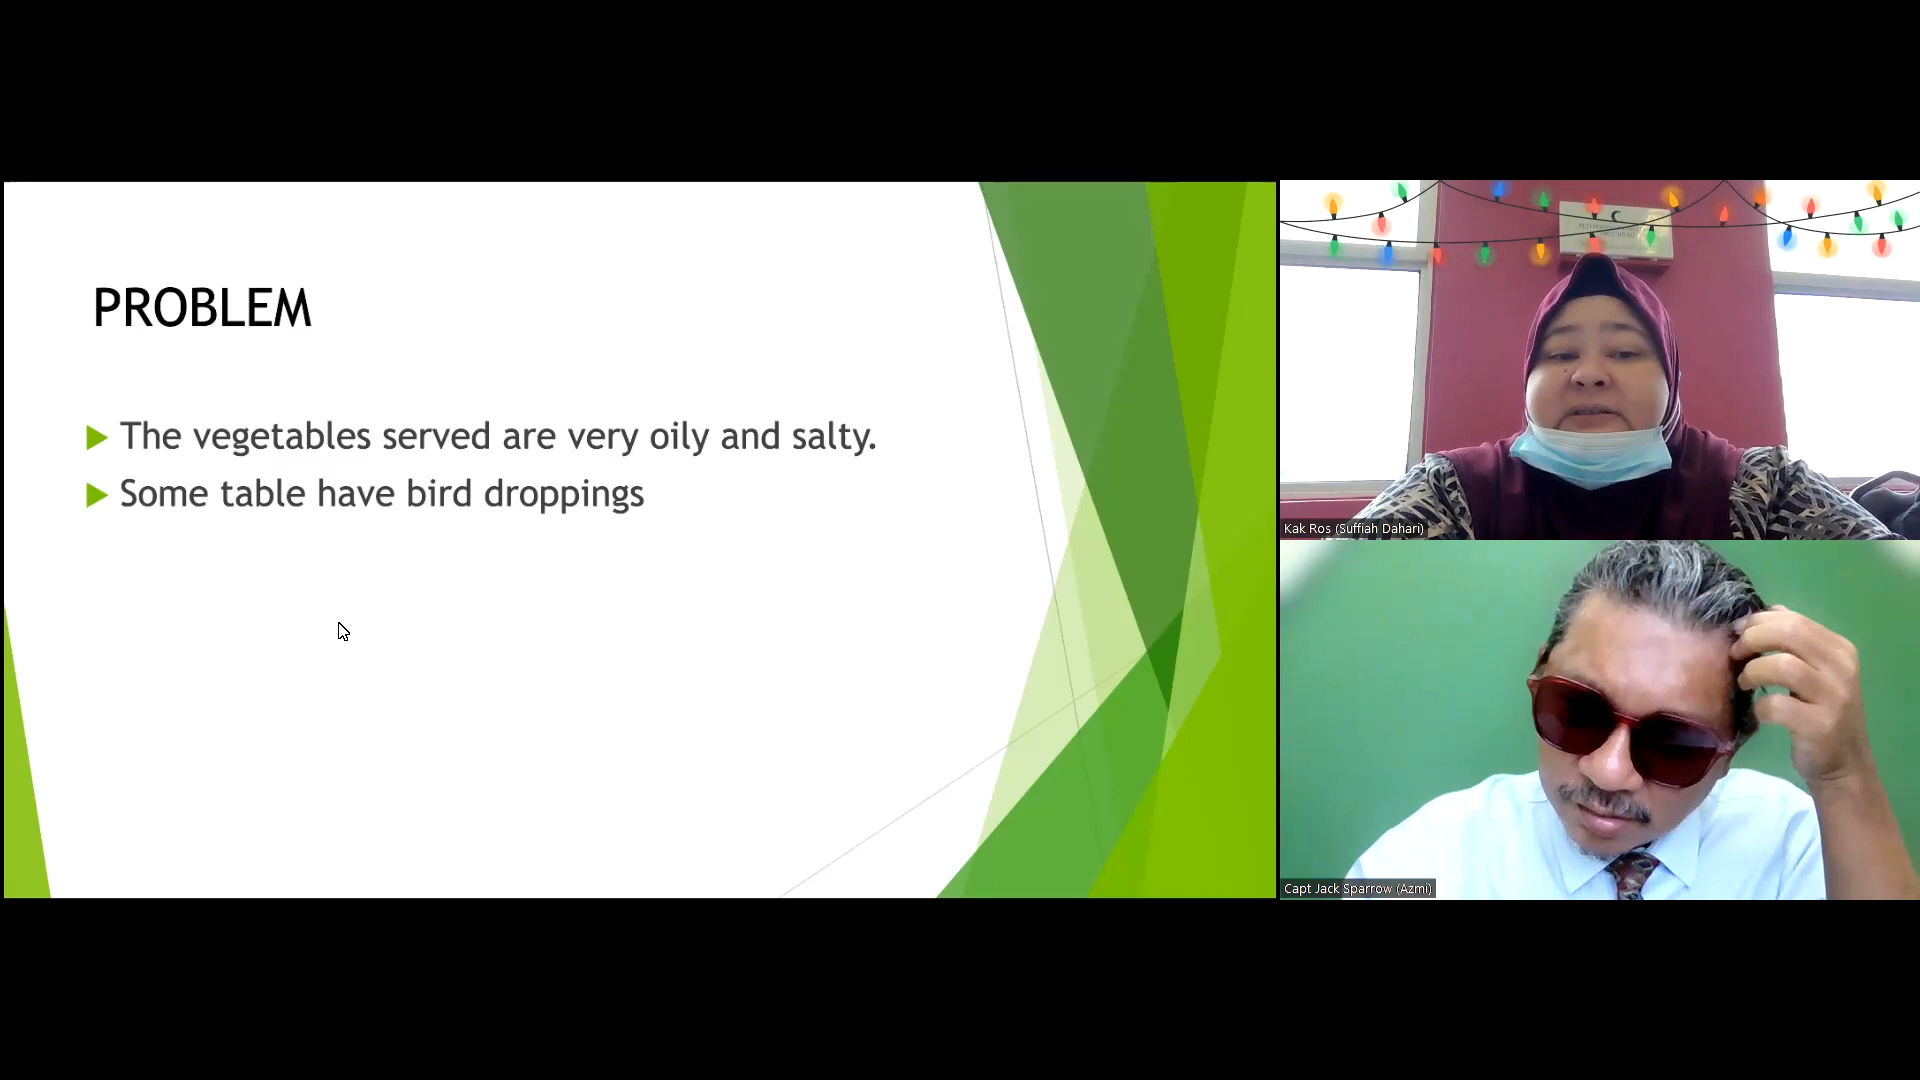 PROBLEM
The vegetables served are very oily and salty.
Some table have bird droppings
Kak Ros (Suffiah Dahari)
Capt Jack Sparrow (Azmi)